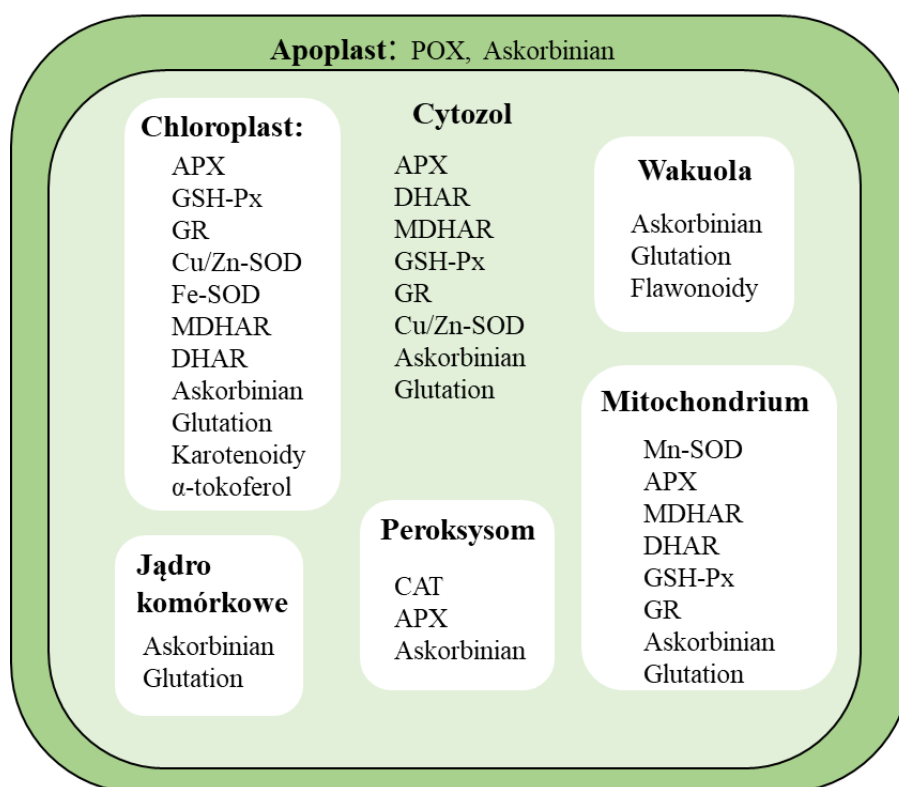 Apoplast: POX, Askorbinian
Chloroplast:
APX
GSH-Px
GR
Cu/Zn-SOD
Fe-SOD
MDHAR
DHAR
Askorbinian
Glutation
Karotenoidy
α-tokoferol
Cytozol
APX
DHAR
MDHAR
GSH-Px
GR
Cu/Zn-SOD
Askorbinian
Glutation
Wakuola
Askorbinian
Glutation
Flawonoidy
Mitochondrium
Mn-SOD
APX
MDHAR
DHAR
GSH-Px
GR
Askorbinian
Glutation
Peroksysom
CAT
APX
Askorbinian
Jądro
komórkowe
Askorbinian
Glutation